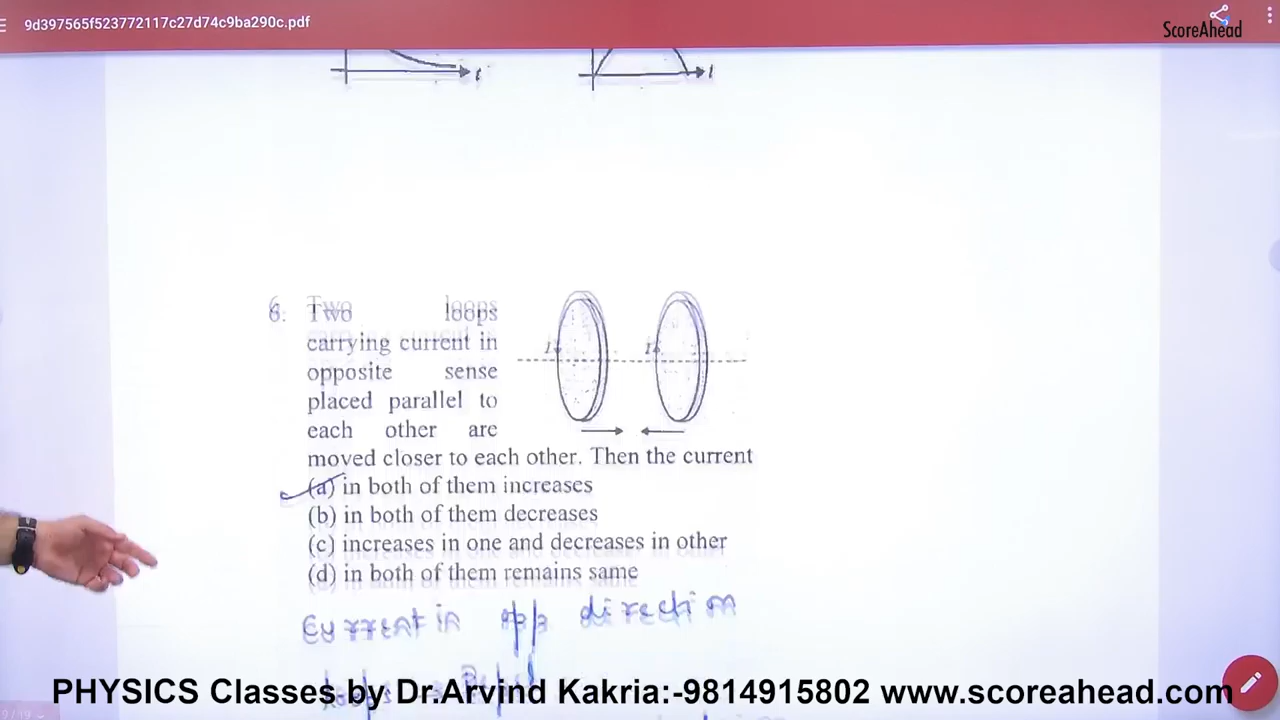 9d397565f523772117c27d74c9ba290c.pdf
ScoreAhead
t
t
6. Two loops
carrying current in
opposite sense
placed parallel to
each other are
moved closer to each other. Then the current
(a) in both of them increases
(b) in both of them decreases
(c) increases in one and decreases in other
(d) in both of them remains same
Current in opp direction
PHYSICS Classes by Dr.Arvind Kakria:-9814915802 www.scoreahead.com